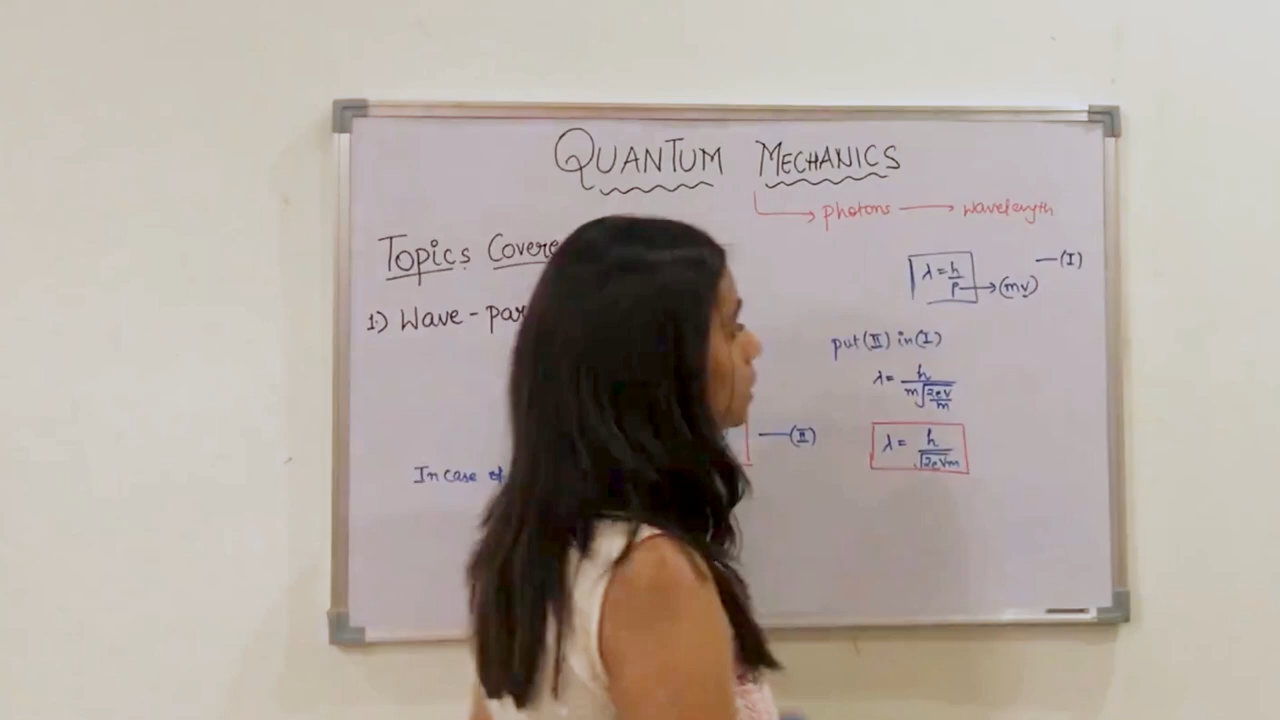 QUANTUM MECHANICS
photons → wavelength
Topics Covere
1) Wave - par
In case of
—(II)
λ = h/p → (mv) —(I)
put (II) in (I)
λ = h/m√(2eV/m)
λ = h/√2eVm